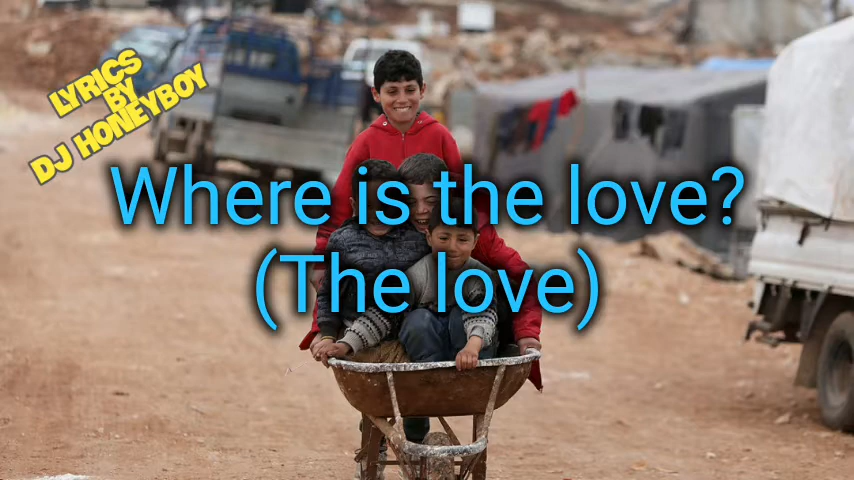 LYRICS
BY
DJ HONEYBOY
Where is the love?
(The love)